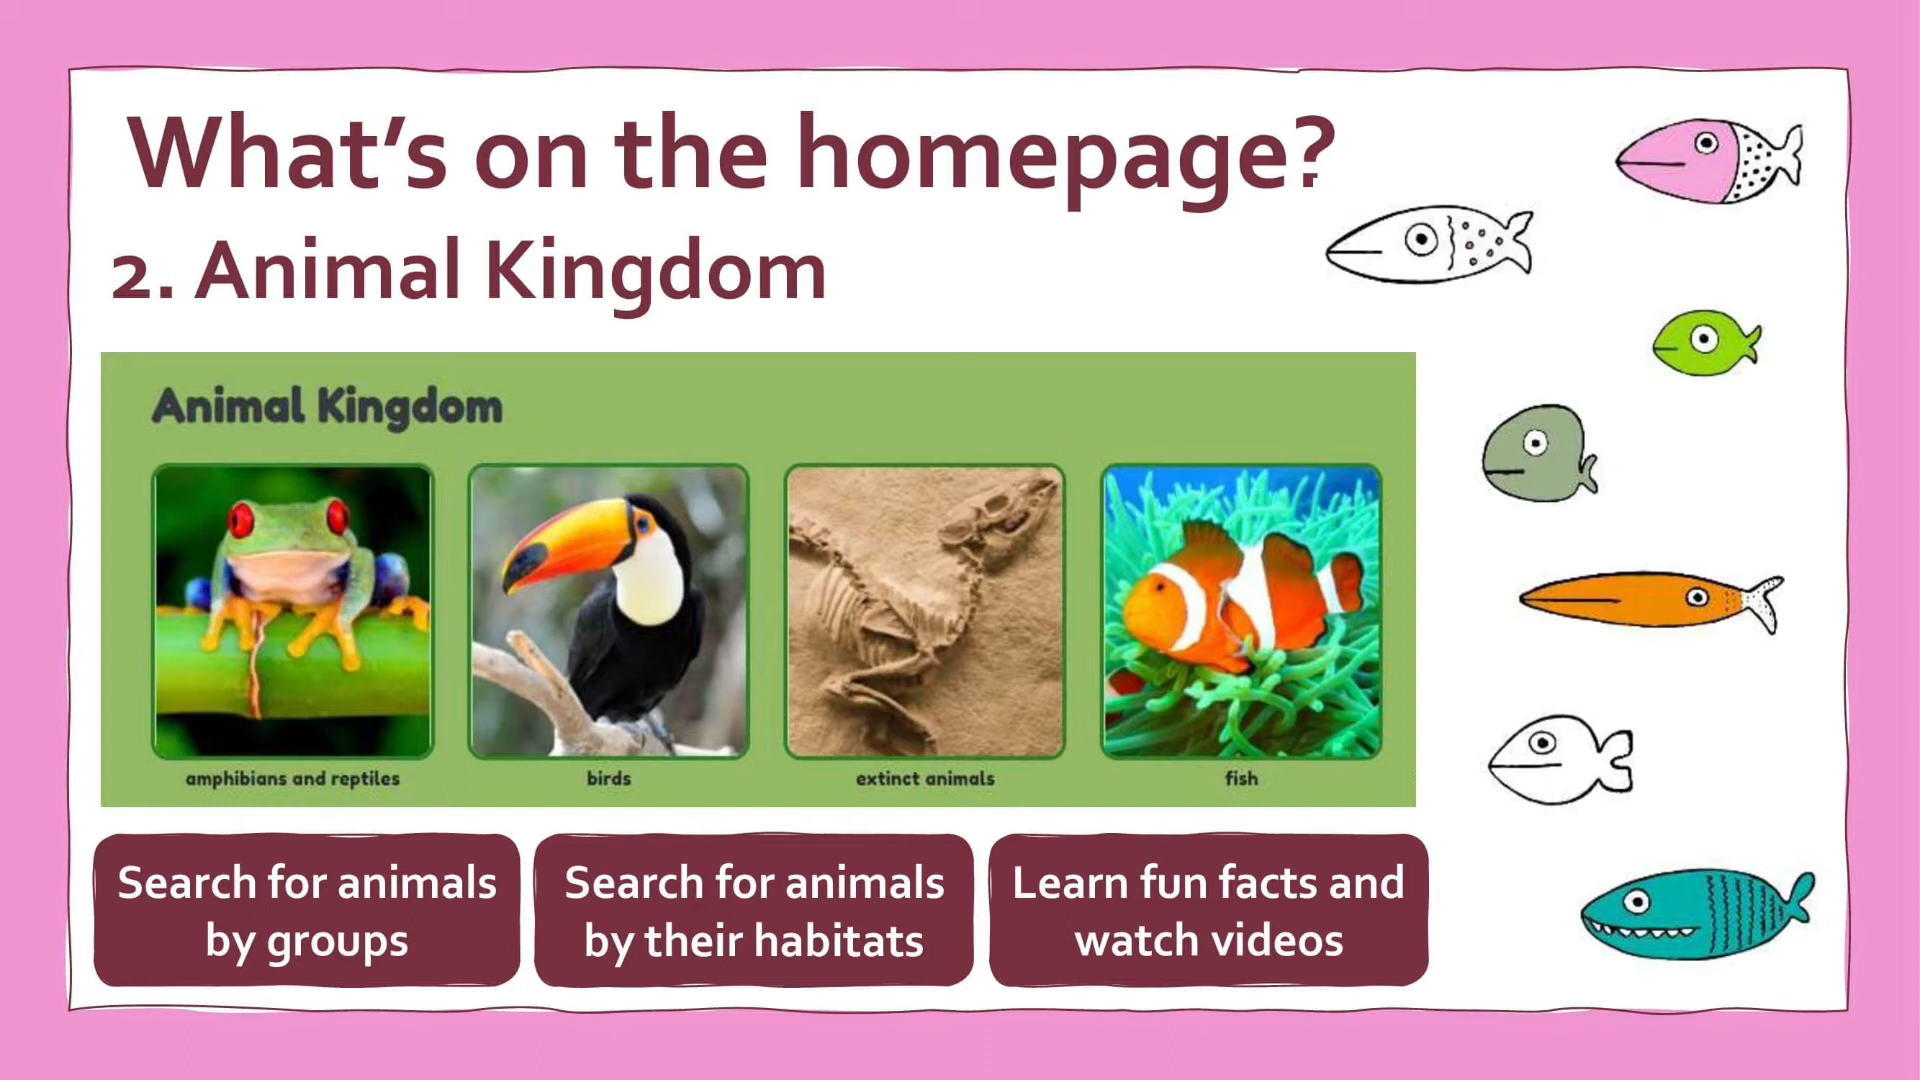 What’s on the homepage?
2. Animal Kingdom
Animal Kingdom
amphibians and reptiles
birds
extinct animals
fish
Search for animals
by groups
Search for animals
by their habitats
Learn fun facts and
watch videos